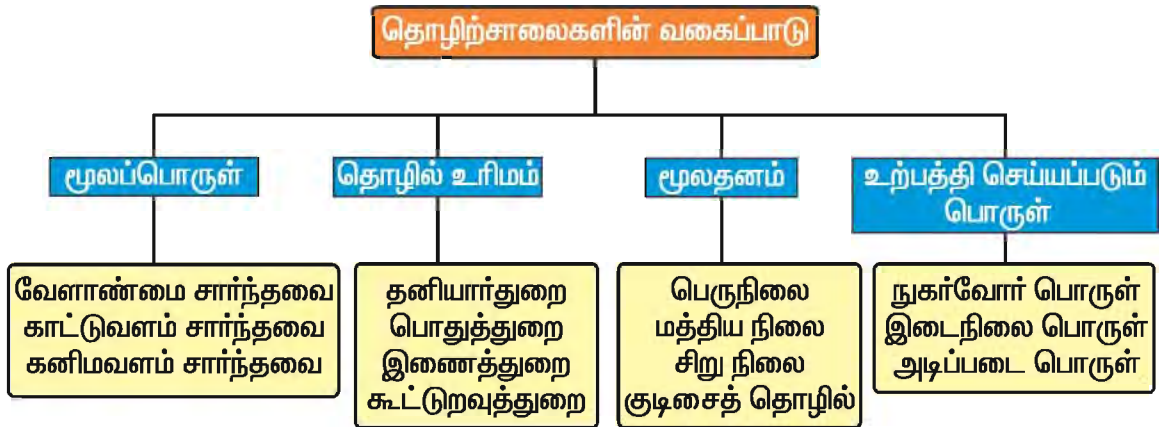 தொழிற்சாலைகளின் வகைப்பாடு
மூலப்பொருள்
தொழில் உரிமம்
மூலதனம்
உற்பத்தி செய்யப்படும்
பொருள்
வேளாண்மை சார்ந்தவை
காட்டுவளம் சார்ந்தவை
கனிமவளம் சார்ந்தவை
தனியார்துறை
பொதுத்துறை
இணைத்துறை
கூட்டுறவுத்துறை
பெருநிலை
மத்திய நிலை
சிறு நிலை
குடிசைத் தொழில்
நுகர்வோர் பொருள்
இடைநிலை பொருள்
அடிப்படை பொருள்